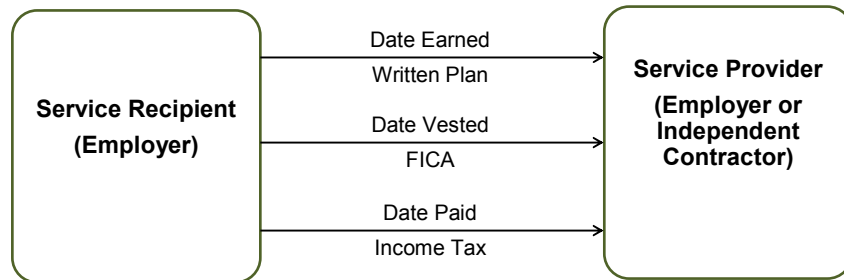 Service Recipient
(Employer)
Date Earned
Written Plan
Date Vested
FICA
Date Paid
Income Tax
Service Provider
(Employer or
Independent
Contractor)